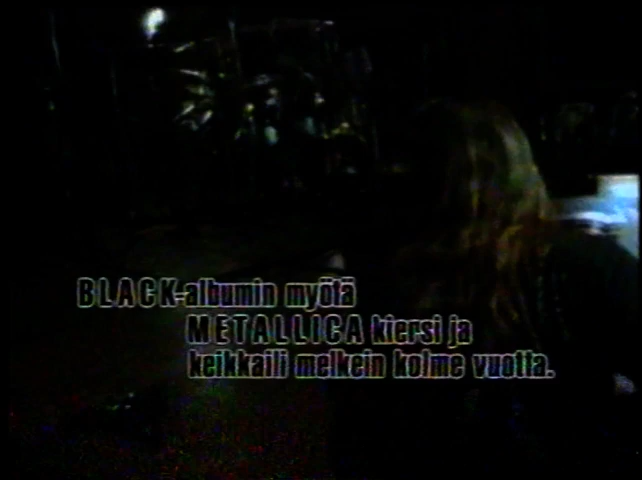 BLACK-albumin myötä
METALLICA kiersi ja
keikkaili melkein kolme vuotta.